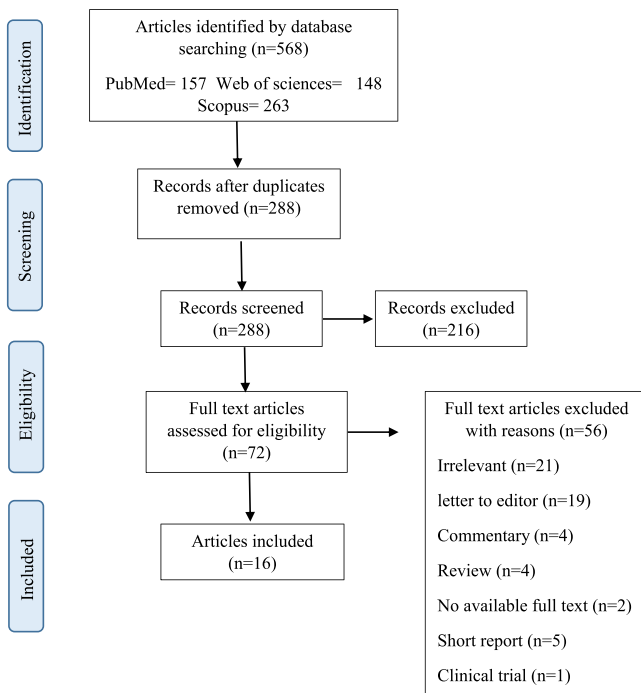 Identification
Articles identified by database
searching (n=568)
PubMed= 157 Web of sciences= 148
Scopus= 263
Screening
Records after duplicates
removed (n=288)
Records screened
(n=288)
Records excluded
(n=216)
Eligibility
Full text articles
assessed for eligibility
(n=72)
Full text articles excluded
with reasons (n=56)
Irrelevant (n=21)
letter to editor (n=19)
Commentary (n=4)
Review (n=4)
No available full text (n=2)
Short report (n=5)
Clinical trial (n=1)
Included
Articles included
(n=16)